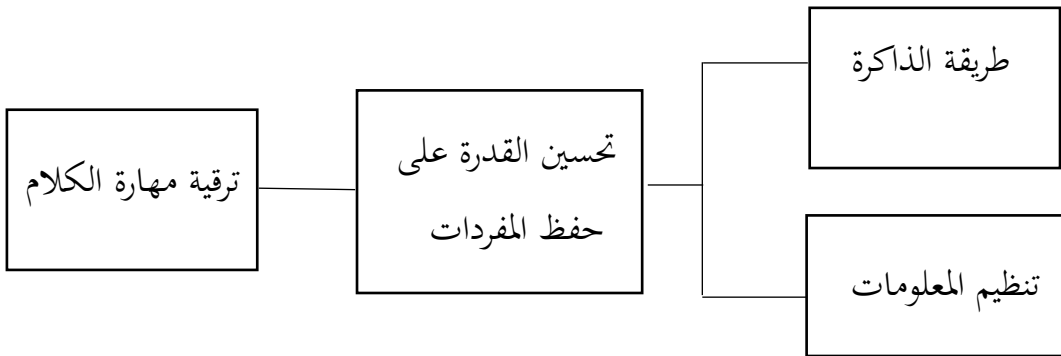 طريقة الذاكرة
تحسين القدرة على
حفظ المفردات
ترقية مهارة الكلام
تنظيم المعلومات